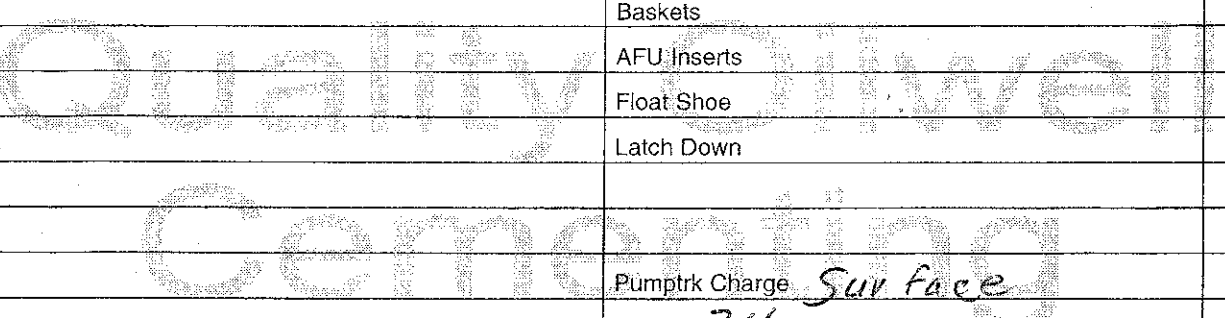 Baskets
AFU Inserts
Float Shoe
Latch Down
Quality Oilwell
Cementing
Pumptrk Charge Surface